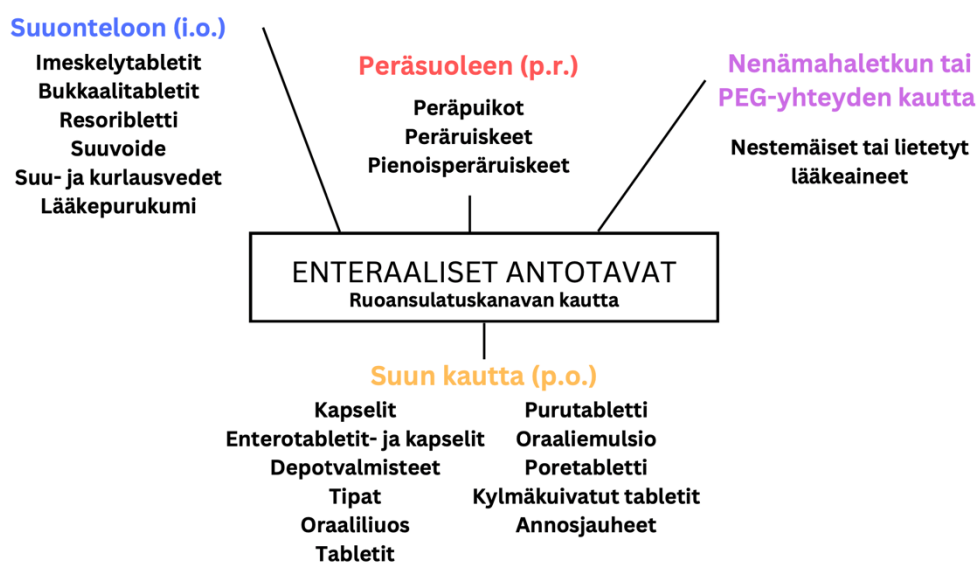 Suuonteloon (i.o.)
Imeskelytabletit
Bukkaalitabletit
Resoribletti
Suuvoide
Suu- ja kurlausvedet
Lääkepurukumi
Peräsuoleen (p.r.)
Peräpuikot
Peräruiskeet
Pienoisperäruiskeet
Nenämahaletkun tai
PEG-yhteyden kautta
Nestemäiset tai lietetyt
lääkeaineet
ENTERAALISET ANTOTAVAT
Ruoansulatuskanavan kautta
Suun kautta (p.o.)
Kapselit
Enterotabletit- ja kapselit
Depotvalmisteet
Tipat
Oraaliliuos
Tabletit
Purutabletti
Oraaliemulsio
Poretabletti
Kylmäkuivatut tabletit
Annosjauheet